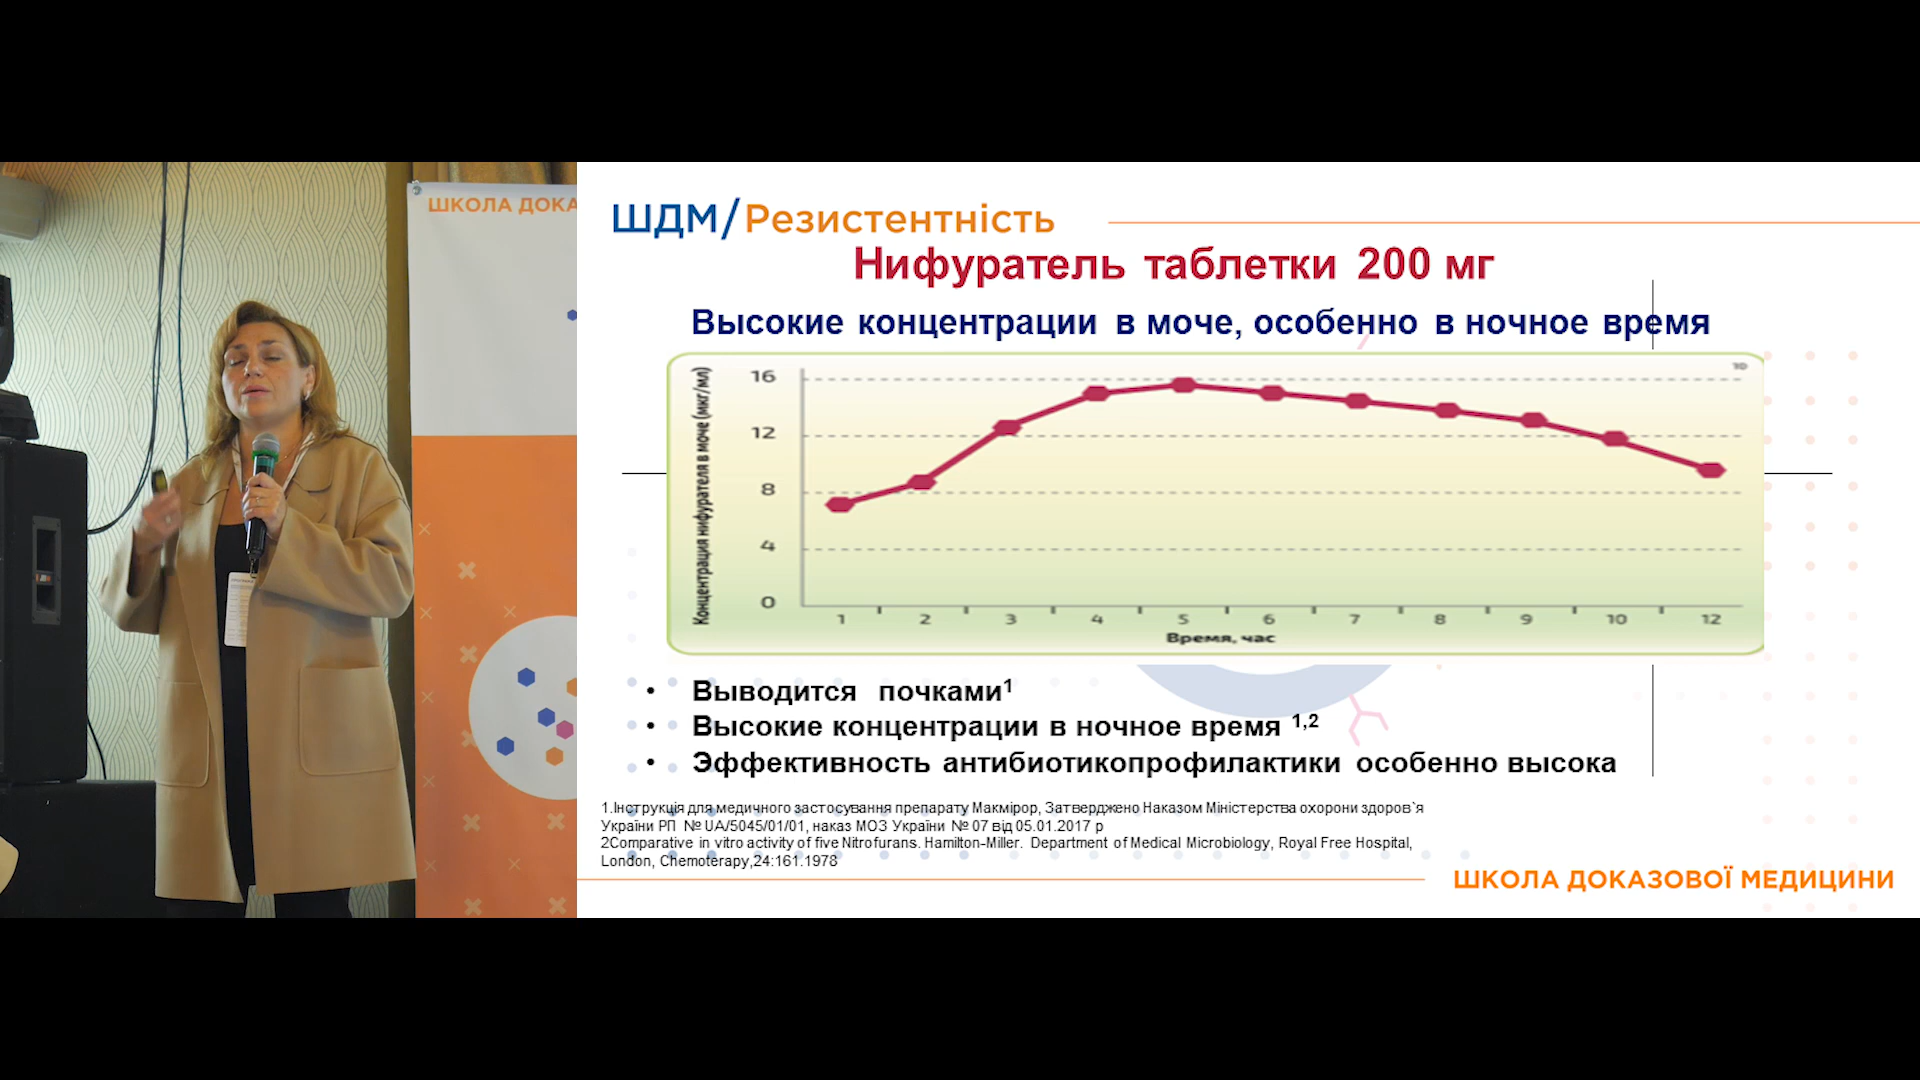 ШКОЛА ДОКА
ШДМ/Резистентність
Нифуратель таблетки 200 мг
Высокие концентрации в моче, особенно в ночное время
Концентрация нифурателя в моче (мкг/мл)
16
12
8
4
0
10
1 2 3 4 5 6 7 8 9 10 12
Время, час
• Выводится почками¹
• Высокие концентрации в ночное время ¹,²
• Эффективность антибиотикопрофилактики особенно высока
1.Інструкція для медичного застосування препарату Макмірор, Затверджено Наказом Міністерства охорони здоров`я
України РП № UA/5045/01/01, наказ МОЗ України № 07 від 05.01.2017 р
2Comparative in vitro activity of five Nitrofurans. Hamilton-Miller. Department of Medical Microbiology, Royal Free Hospital,
London, Chemoterapy,24:161.1978
ШКОЛА ДОКАЗОВОЇ МЕДИЦИНИ